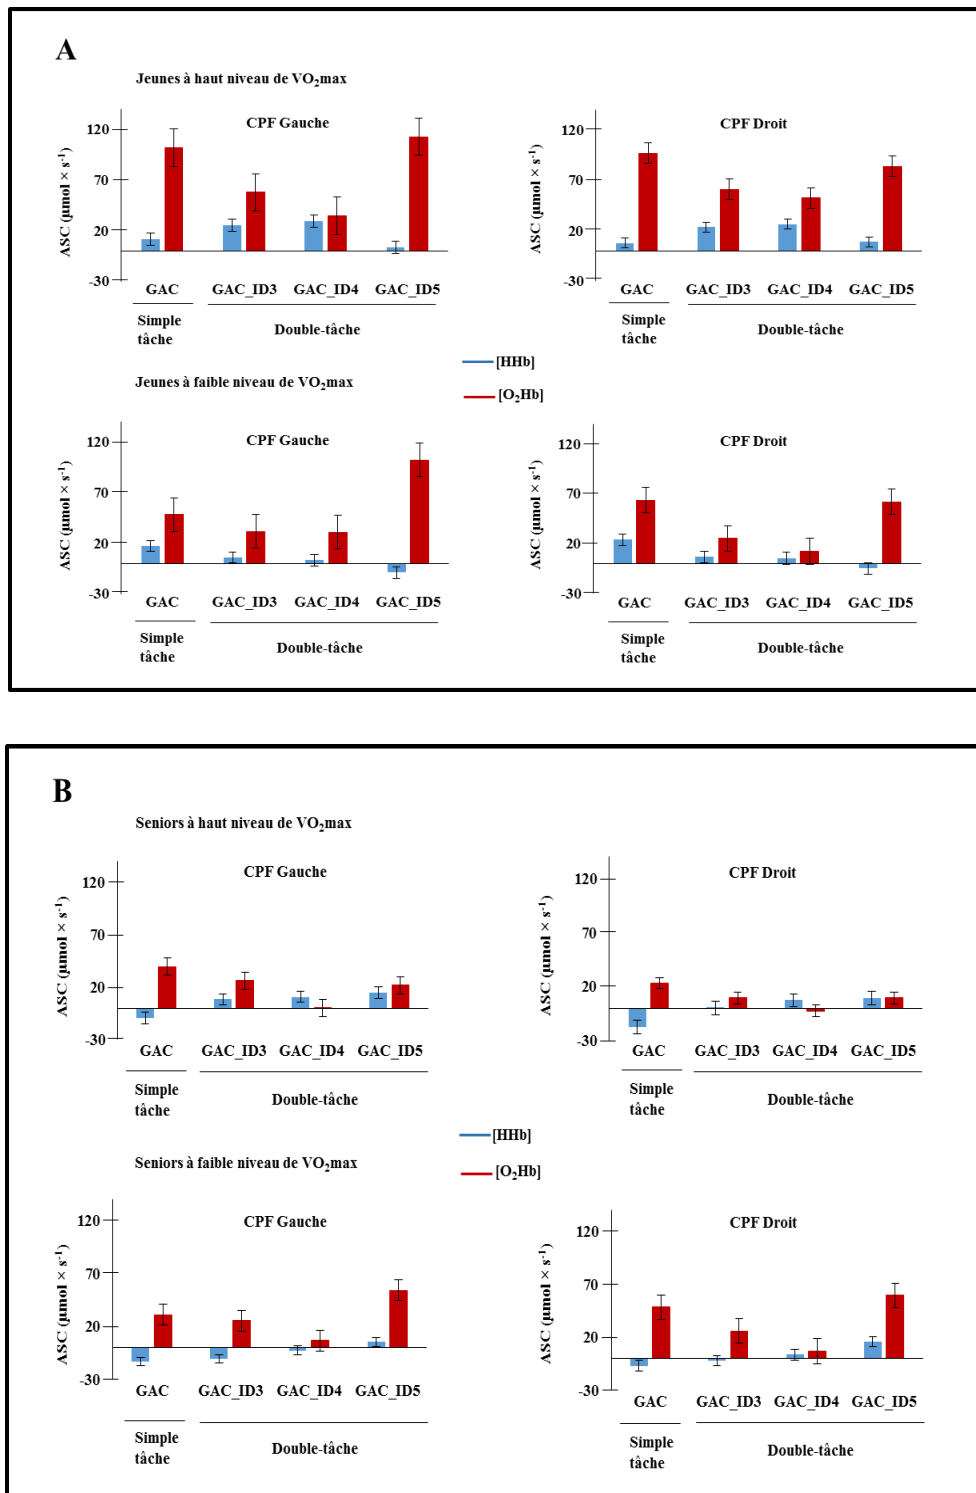 A
Jeunes à haut niveau de VO₂max
CPF Gauche
ASC (µmol × s⁻¹)
120
70
20
-30
GAC GAC_ID3 GAC_ID4 GAC_ID5
Simple
tâche
Double-tâche
CPF Droit
ASC (µmol × s⁻¹)
120
70
20
-30
GAC GAC_ID3 GAC_ID4 GAC_ID5
Simple
tâche
Double-tâche
[HHb]
[O₂Hb]
Jeunes à faible niveau de VO₂max
CPF Gauche
ASC (µmol × s⁻¹)
120
70
20
-30
GAC GAC_ID3 GAC_ID4 GAC_ID5
Simple
tâche
Double-tâche
CPF Droit
ASC (µmol × s⁻¹)
120
70
20
-30
GAC GAC_ID3 GAC_ID4 GAC_ID5
Simple
tâche
Double-tâche
B
Seniors à haut niveau de VO₂max
CPF Gauche
ASC (µmol × s⁻¹)
120
70
20
-30
GAC GAC_ID3 GAC_ID4 GAC_ID5
Simple
tâche
Double-tâche
CPF Droit
ASC (µmol × s⁻¹)
120
70
20
-30
GAC GAC_ID3 GAC_ID4 GAC_ID5
Simple
tâche
Double-tâche
[HHb]
[O₂Hb]
Seniors à faible niveau de VO₂max
CPF Gauche
ASC (µmol × s⁻¹)
120
70
20
-30
GAC GAC_ID3 GAC_ID4 GAC_ID5
Simple
tâche
Double-tâche
CPF Droit
ASC (µmol × s⁻¹)
120
70
20
-30
GAC GAC_ID3 GAC_ID4 GAC_ID5
Simple
tâche
Double-tâche